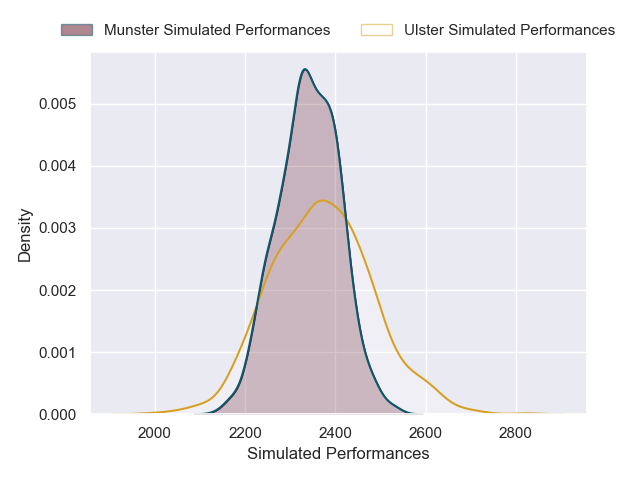 Munster Simulated Performances  Ulster Simulated Performances
0.005
0.004
0.003
0.002
0.001
0.000
Density
2000 2200 2400 2600 2800
Simulated Performances